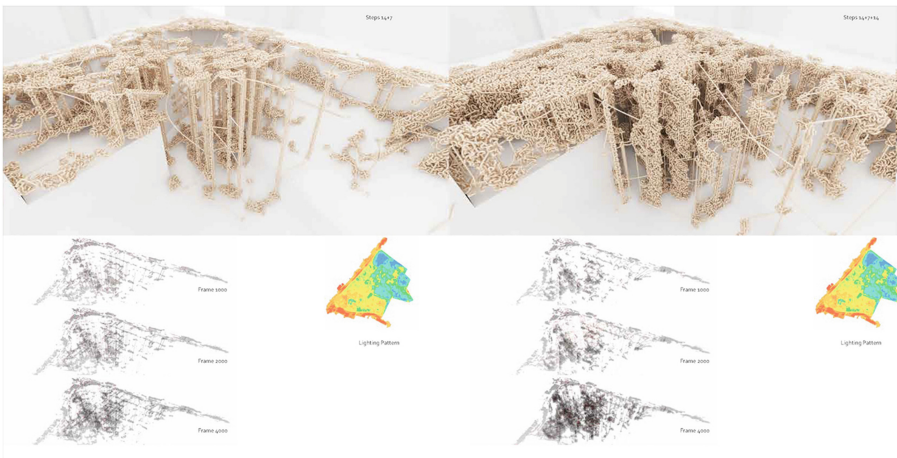 Steps 14+7
Steps 14+7+14
Frame 1000
Frame 2000
Frame 4000
Lighting Pattern
Frame 1000
Frame 2000
Frame 4000
Lighting Pattern